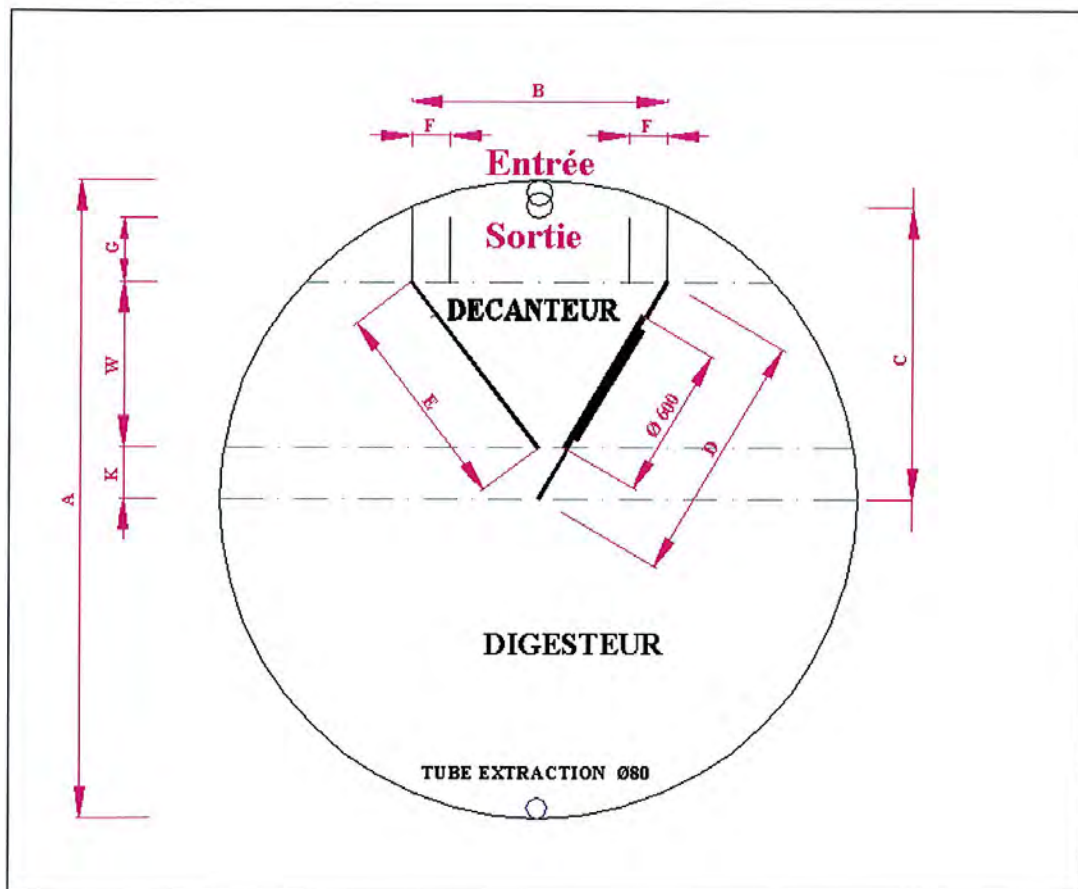 B
F
F
Entrée
Sortie
G
DECANTEUR
W
C
E
Ø 600
D
K
A
DIGESTEUR
TUBE EXTRACTION Ø80